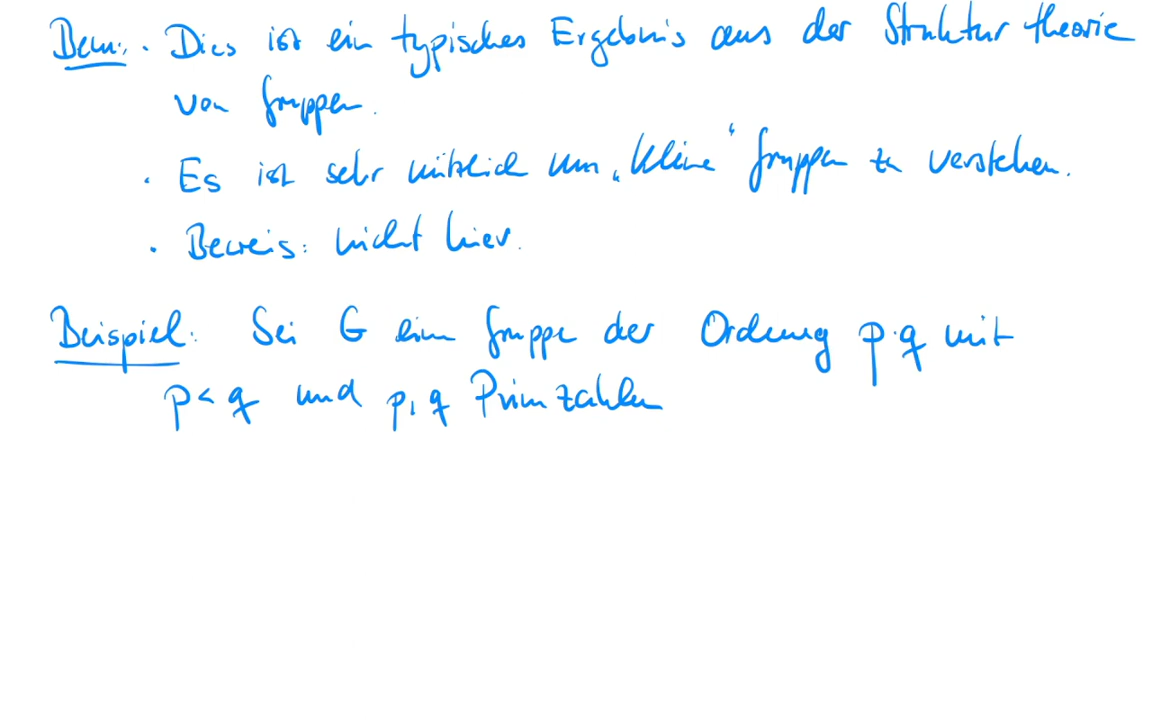 Bem.: · Dies ist ein typisches Ergebnis aus der Strukturtheorie
von Gruppen.
· Es ist sehr nützlich um „kleine“ Gruppen zu verstehen.
· Beweis: nicht hier.
Beispiel: Sei G eine Gruppe der Ordnung p·q mit
p < q und p, q Primzahlen